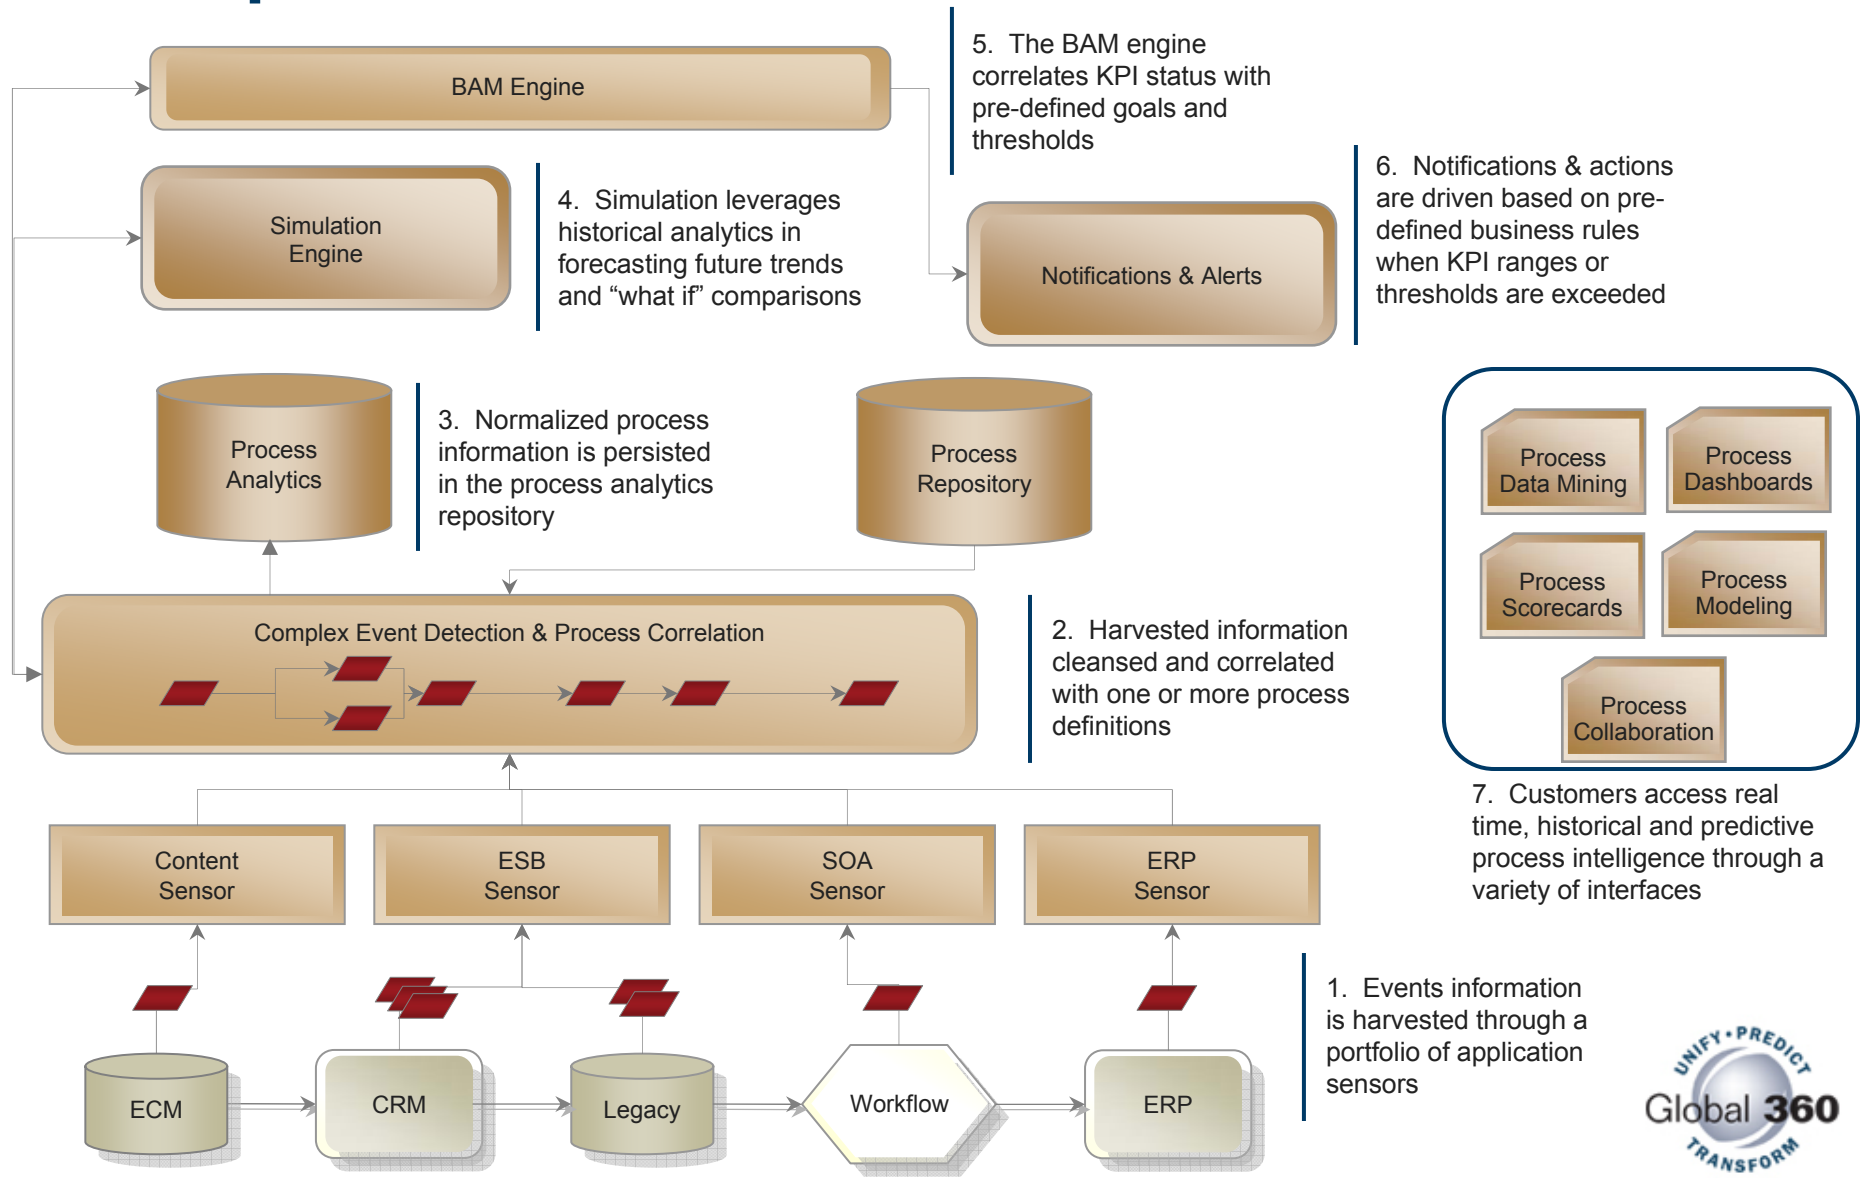 BAM Engine
5.  The BAM engine
correlates KPI status with
pre-defined goals and
thresholds
Simulation
Engine
4.  Simulation leverages
historical analytics in
forecasting future trends
and “what if” comparisons
Notifications & Alerts
6.  Notifications & actions
are driven based on pre-
defined business rules
when KPI ranges or
thresholds are exceeded
Process
Analytics
3.  Normalized process
information is persisted
in the process analytics
repository
Process
Repository
Process
Data Mining
Process
Dashboards
Process
Scorecards
Process
Modeling
Process
Collaboration
7.  Customers access real
time, historical and predictive
process intelligence through a
variety of interfaces
Complex Event Detection & Process Correlation
2.  Harvested information
cleansed and correlated
with one or more process
definitions
Content
Sensor
ESB
Sensor
SOA
Sensor
ERP
Sensor
1.  Events information
is harvested through a
portfolio of application
sensors
ECM
CRM
Legacy
Workflow
ERP
UNIFY • PREDICT
Global 360
TRANSFORM